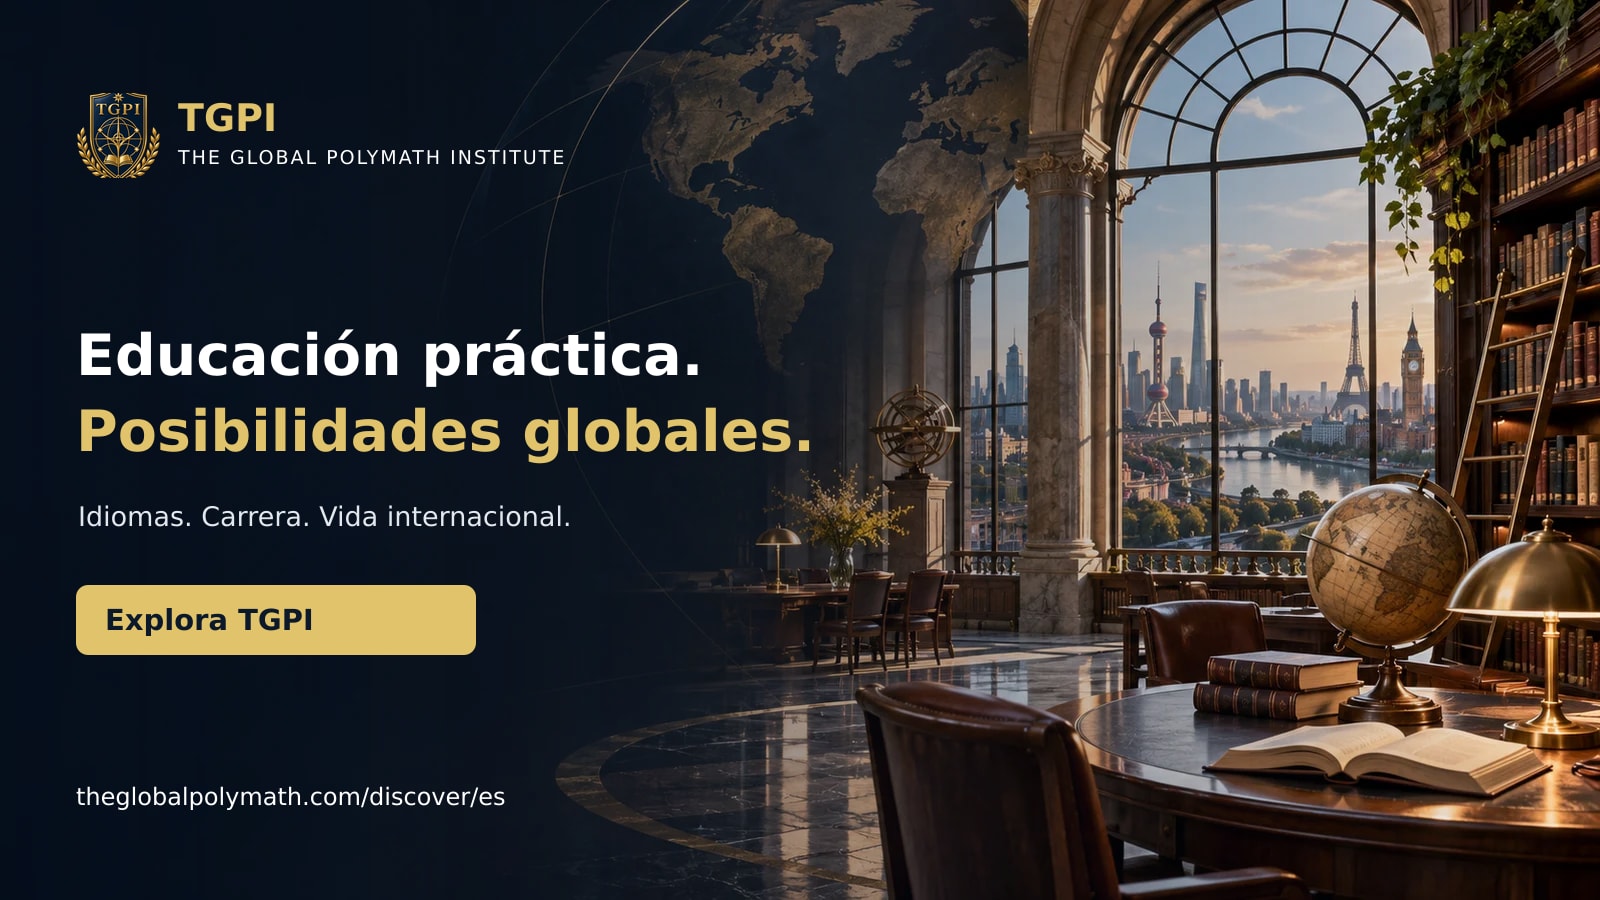 TGPI
TGPI
THE GLOBAL POLYMATH INSTITUTE
Educación práctica.
Posibilidades globales.
Idiomas. Carrera. Vida internacional.
Explora TGPI
theglobalpolymath.com/discover/es